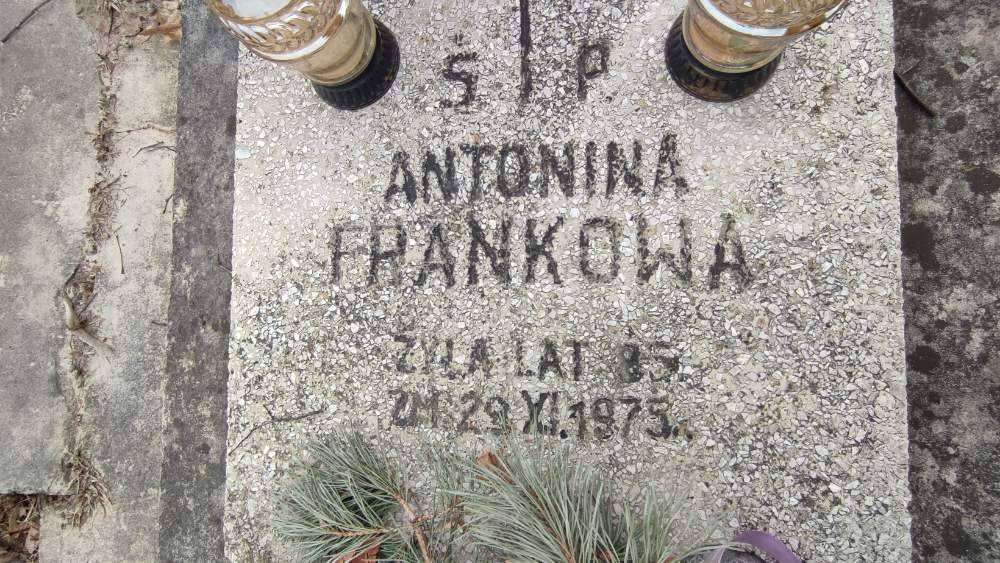 Ś P
ANTONINA
FRANKOWA
ŻYŁA LAT 85.
ZM. 29.XI.1975.